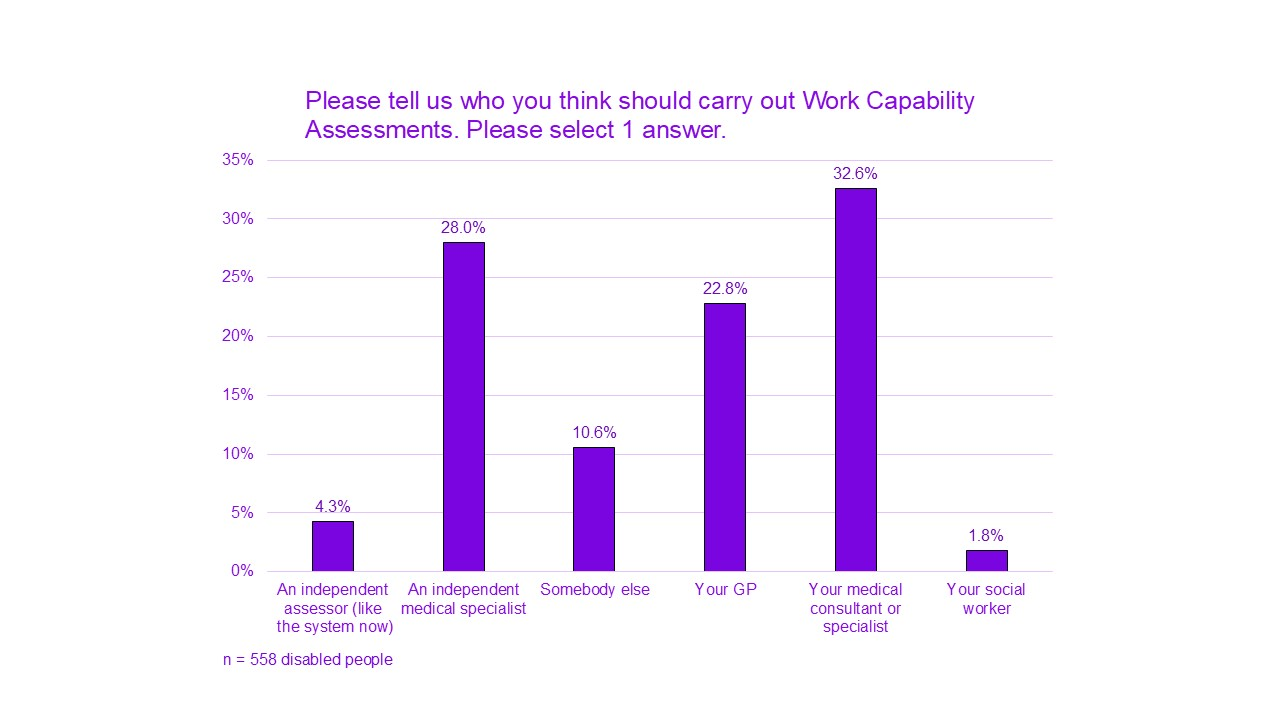 Please tell us who you think should carry out Work Capability
Assessments. Please select 1 answer.
35%
30%
25%
20%
15%
10%
5%
0%
4.3%
28.0%
10.6%
22.8%
32.6%
1.8%
An independent
assessor (like
the system now)
An independent
medical specialist
Somebody else
Your GP
Your medical
consultant or
specialist
Your social
worker
n = 558 disabled people